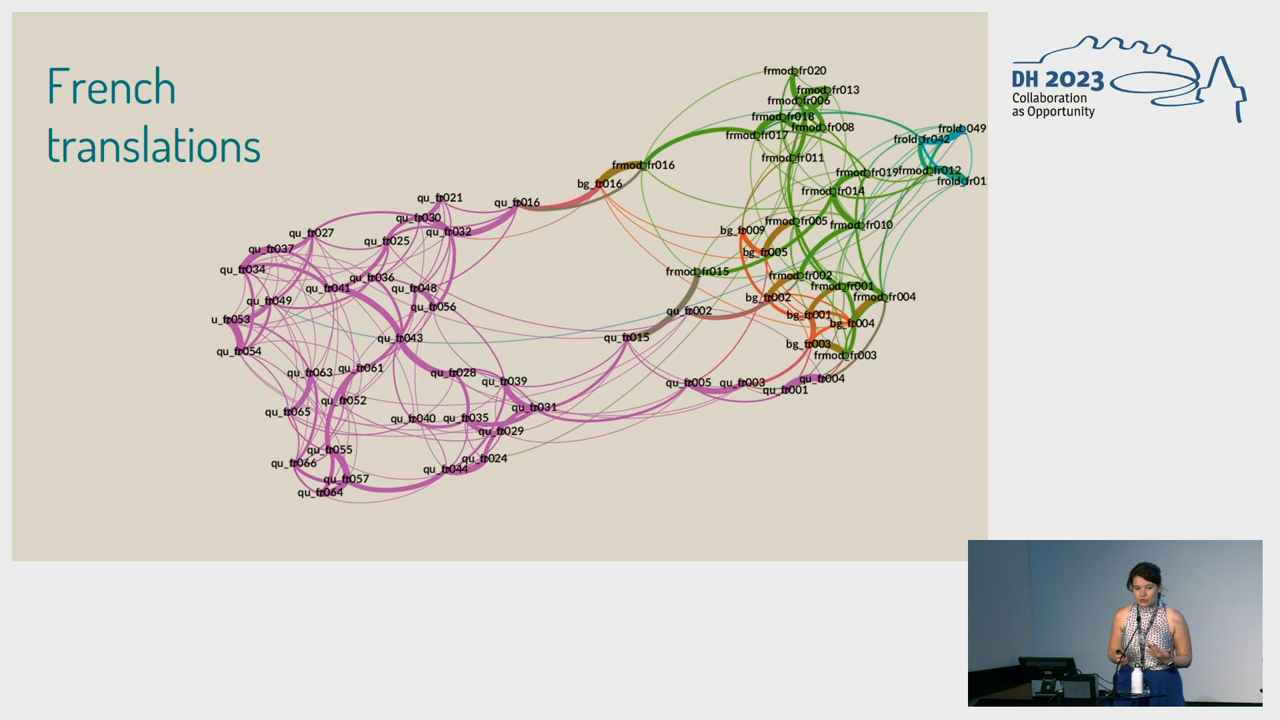 French
translations
frmod_fr020
frmod_fr013
frmod_fr006
frmod_fr018
frmod_fr008
frmod_fr017
frold_fr049
frold_fr042
frmod_fr011
frmod_fr016
frmod_fr019
frold_fr012
frold_fr01
bg_fr016
frmod_fr014
qu_fr021
qu_fr016
qu_fr030
qu_fr032
frmod_fr005
frmod_fr010
bg_fr009
qu_fr027
qu_fr025
qu_fr037
bg_fr005
qu_fr034
frmod_fr015
frmod_fr002
qu_fr036
qu_fr041
qu_fr048
frmod_fr001
bg_fr002
frmod_fr004
qu_fr049
qu_fr056
qu_fr002
bg_fr001
u_fr053
bg_fr004
qu_fr043
qu_fr015
bg_fr003
qu_fr054
frmod_fr003
qu_fr063
qu_fr061
qu_fr028
qu_fr039
qu_fr005
qu_fr003
qu_fr004
qu_fr001
qu_fr052
qu_fr065
qu_fr031
qu_fr040
qu_fr035
qu_fr029
qu_fr055
qu_fr066
qu_fr024
qu_fr044
qu_fr057
qu_fr064
DH 2023
Collaboration
as Opportunity